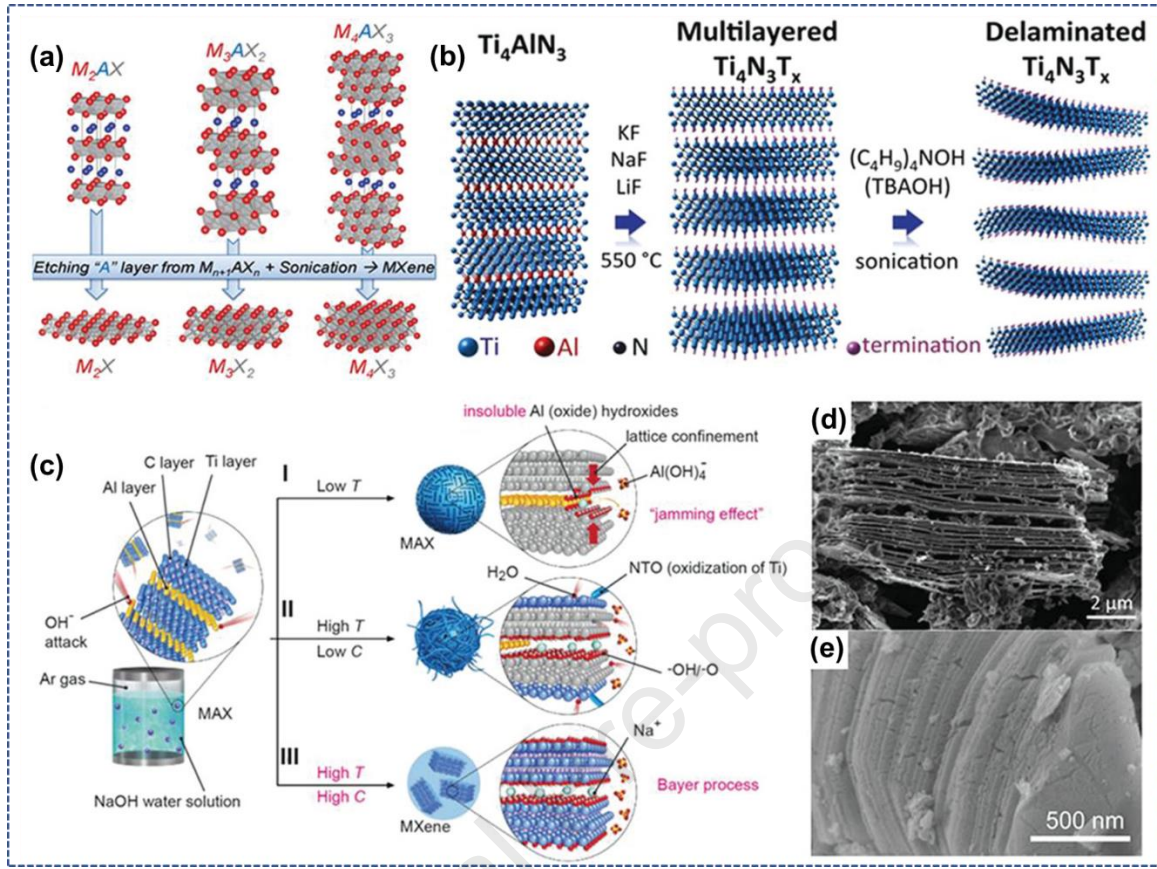 (a)
M₂AX
M₃AX₂
M₄AX₃
Etching "A" layer from Mₙ₊₁AXₙ + Sonication → MXene
M₂X
M₃X₂
M₄X₃
(b)
Ti₄AlN₃
Multilayered
Ti₄N₃Tₓ
Delaminated
Ti₄N₃Tₓ
KF
NaF
LiF
550 °C
(C₄H₉)₄NOH
(TBAOH)
sonication
Ti
Al
N
termination
(c)
C layer
Ti layer
Al layer
OH⁻
attack
Ar gas
MAX
NaOH water solution
I
Low T
MAX
insoluble Al (oxide) hydroxides
lattice confinement
Al(OH)₄⁻
"jamming effect"
II
High T
Low C
H₂O
NTO (oxidization of Ti)
-OH/-O
III
High T
High C
MXene
Na⁺
Bayer process
(d)
2 μm
(e)
500 nm